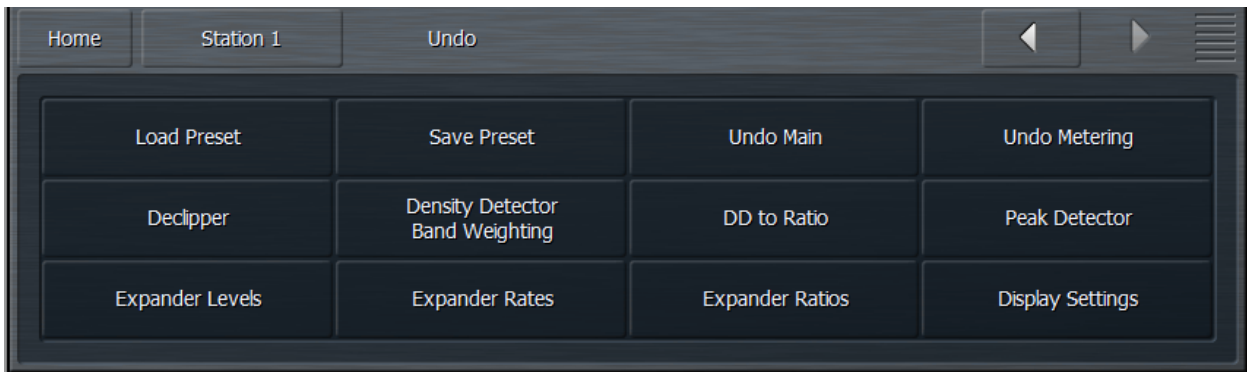 Home
Station 1
Undo
Load Preset
Save Preset
Undo Main
Undo Metering
Declipper
Density Detector
Band Weighting
DD to Ratio
Peak Detector
Expander Levels
Expander Rates
Expander Ratios
Display Settings